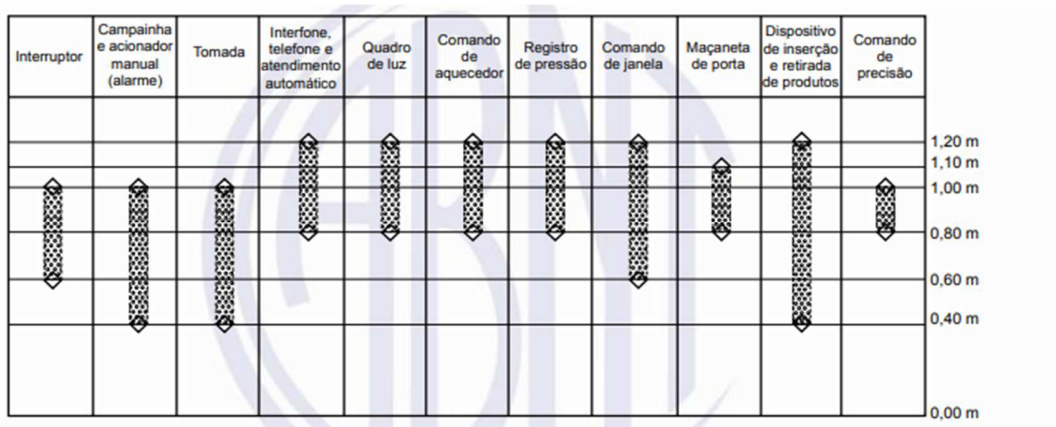 Interruptor
Campainha
e acionador
manual
(alarme)
Tomada
Interfone,
telefone e
atendimento
automático
Quadro
de luz
Comando
de
aquecedor
Registro
de pressão
Comando
de janela
Maçaneta
de porta
Dispositivo
de inserção
e retirada
de produtos
Comando
de
precisão
1,20 m
1,10 m
1,00 m
0,80 m
0,60 m
0,40 m
0,00 m
ABNT